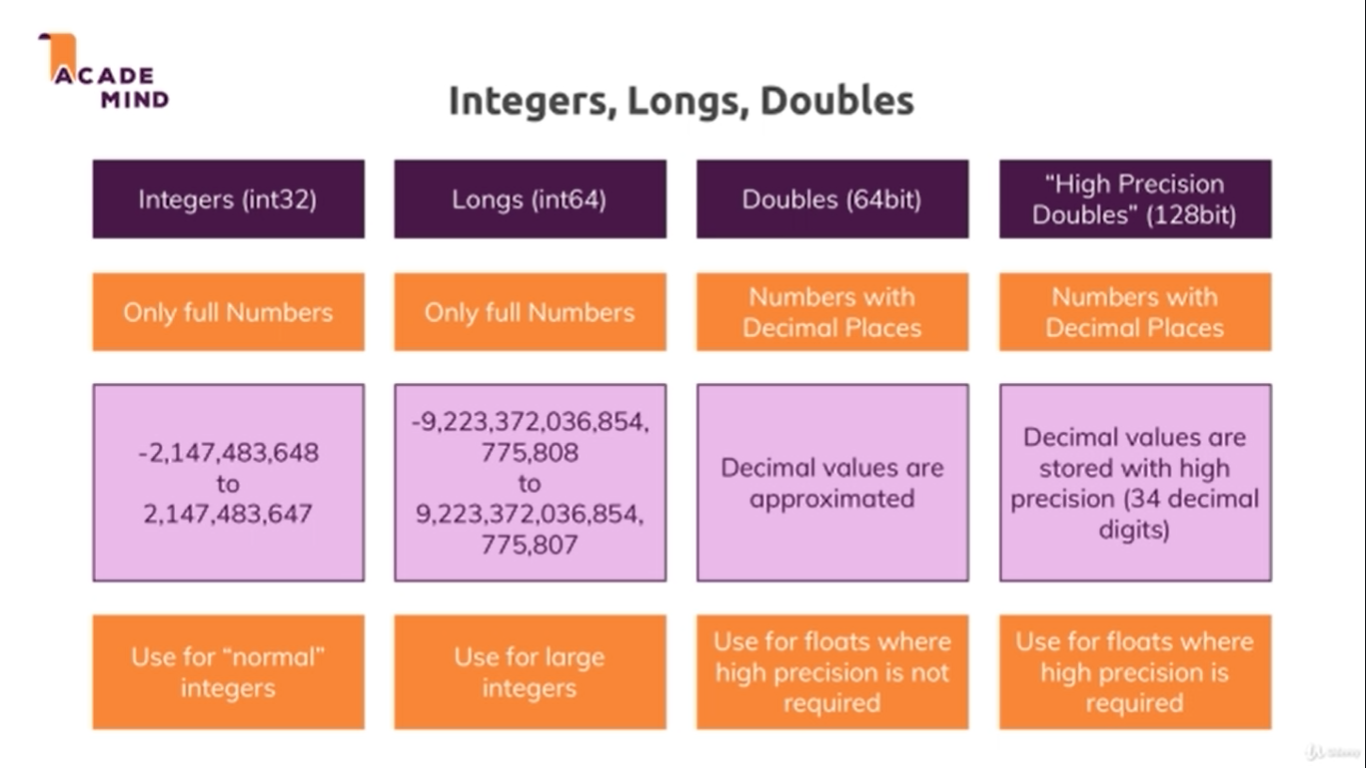 ACADE
MIND
Integers, Longs, Doubles
Integers (int32)
Longs (int64)
Doubles (64bit)
“High Precision
Doubles” (128bit)
Only full Numbers
Only full Numbers
Numbers with
Decimal Places
Numbers with
Decimal Places
-2,147,483,648
to
2,147,483,647
-9,223,372,036,854,
775,808
to
9,223,372,036,854,
775,807
Decimal values are
approximated
Decimal values are
stored with high
precision (34 decimal
digits)
Use for “normal”
integers
Use for large
integers
Use for floats where
high precision is not
required
Use for floats where
high precision is
required
Udemy